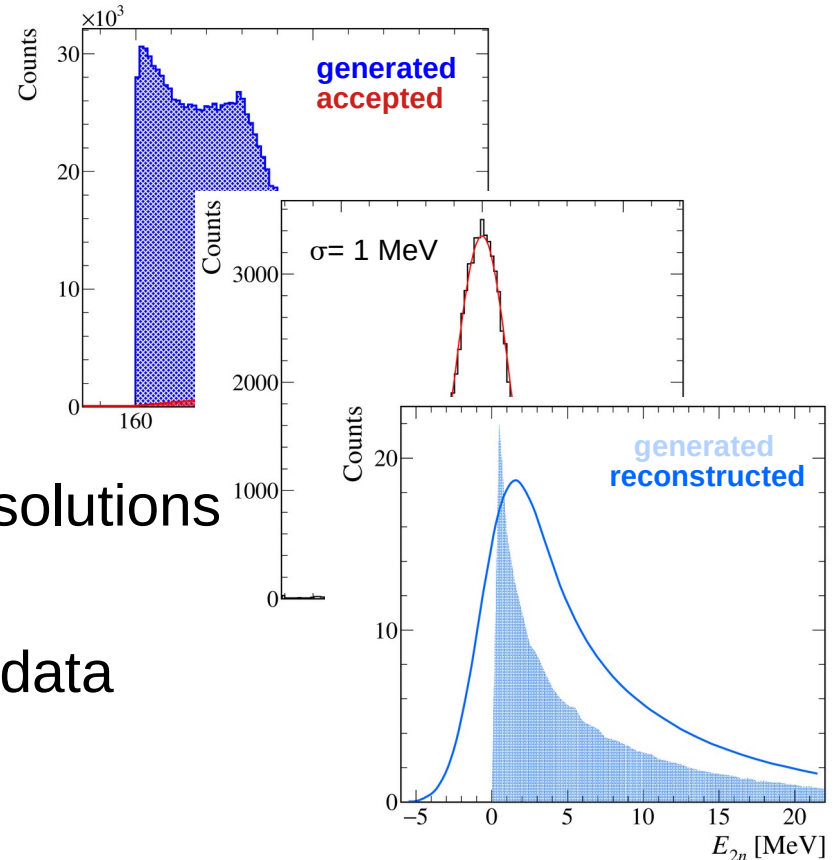 ×10³
Counts
30
20
10
0
160
generated
accepted
Counts
3000
2000
1000
0
σ= 1 MeV
solutions
data
Counts
20
10
0
generated
reconstructed
−5
0
5
10
15
20
E₂ₙ [MeV]